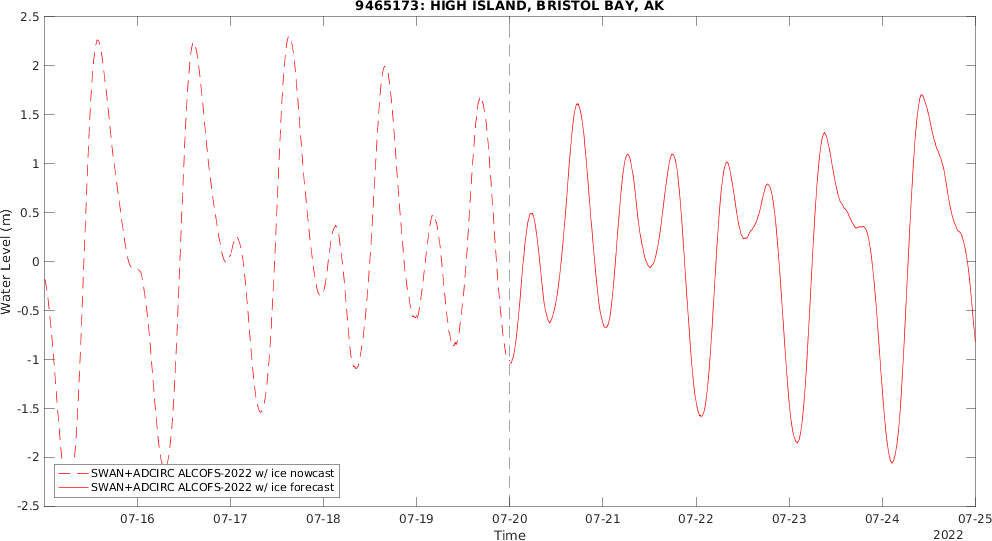 9465173: HIGH ISLAND, BRISTOL BAY, AK
2.5
2
1.5
1
0.5
0
-0.5
-1
-1.5
-2
-2.5
Water Level (m)
SWAN+ADCIRC ALCOFS-2022 w/ ice nowcast
SWAN+ADCIRC ALCOFS-2022 w/ ice forecast
07-16 07-17 07-18 07-19 07-20 07-21 07-22 07-23 07-24 07-25
Time
2022